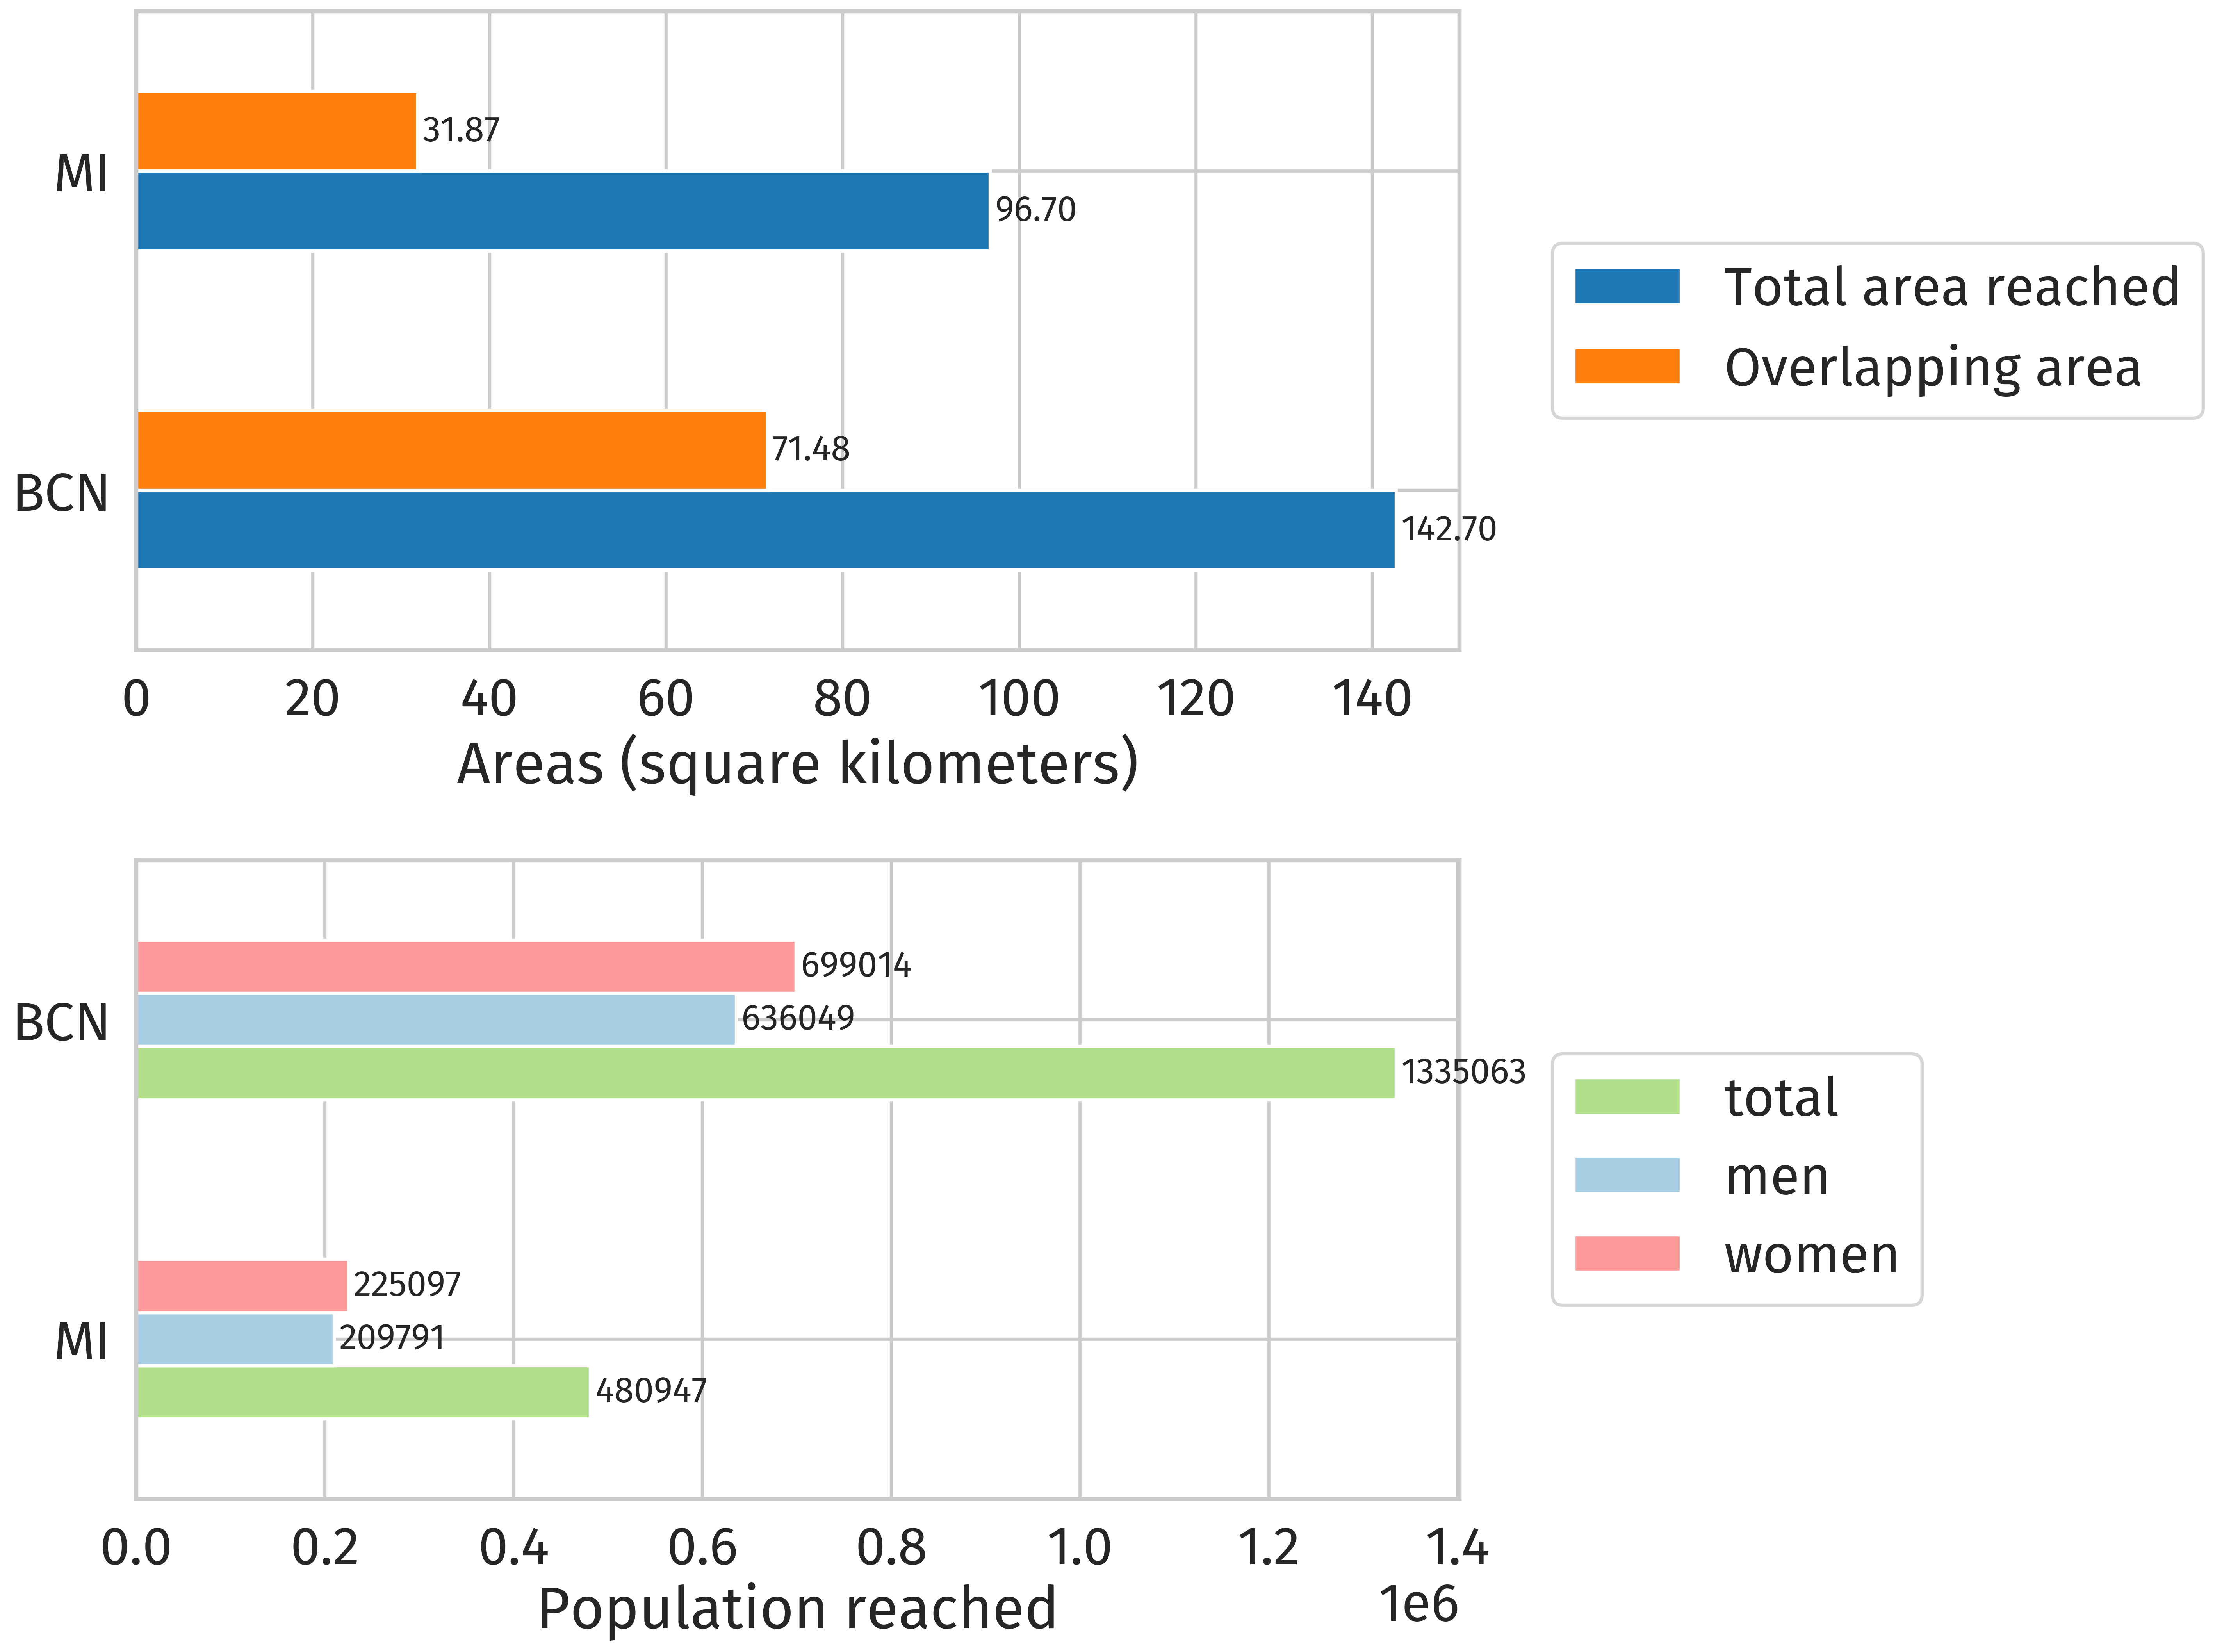 MI
31.87
96.70
BCN
71.48
142.70
0 20 40 60 80 100 120 140
Areas (square kilometers)
Total area reached
Overlapping area
BCN
699014
636049
1335063
MI
225097
209791
480947
0.0 0.2 0.4 0.6 0.8 1.0 1.2 1.4
Population reached
1e6
total
men
women